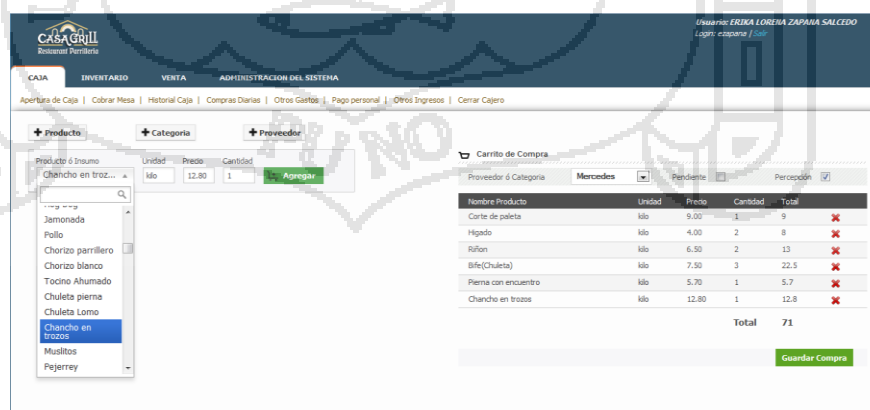 CASA GRILL
Restaurant Parrillería
Usuario: ERIKA LORENA ZAPANA SALCEDO
Login: ezapana | Salir
CAJA INVENTARIO VENTA ADMINISTRACION DEL SISTEMA
Apertura de Caja | Cobrar Mesa | Historial Caja | Compras Diarias | Otros Gastos | Pago personal | Otros Ingresos | Cerrar Cajero
+ Producto + Categoria + Proveedor
Producto ó Insumo Unidad Precio Cantidad
Chancho en troz... kilo 12.80 1 Agregar
Jamonada
Pollo
Chorizo parrillero
Chorizo blanco
Tocino Ahumado
Chuleta pierna
Chuleta Lomo
Chancho en
trozos
Muslitos
Pejerrey
Carrito de Compra
Proveedor ó Categoria Mercedes Pendiente Percepción
Nombre Producto Unidad Precio Cantidad Total
Corte de paleta kilo 9.00 1 9
Higado kilo 4.00 2 8
Riñon kilo 6.50 2 13
Bife(Chuleta) kilo 7.50 3 22.5
Pierna con encuentro kilo 5.70 1 5.7
Chancho en trozos kilo 12.80 1 12.8
Total 71
Guardar Compra